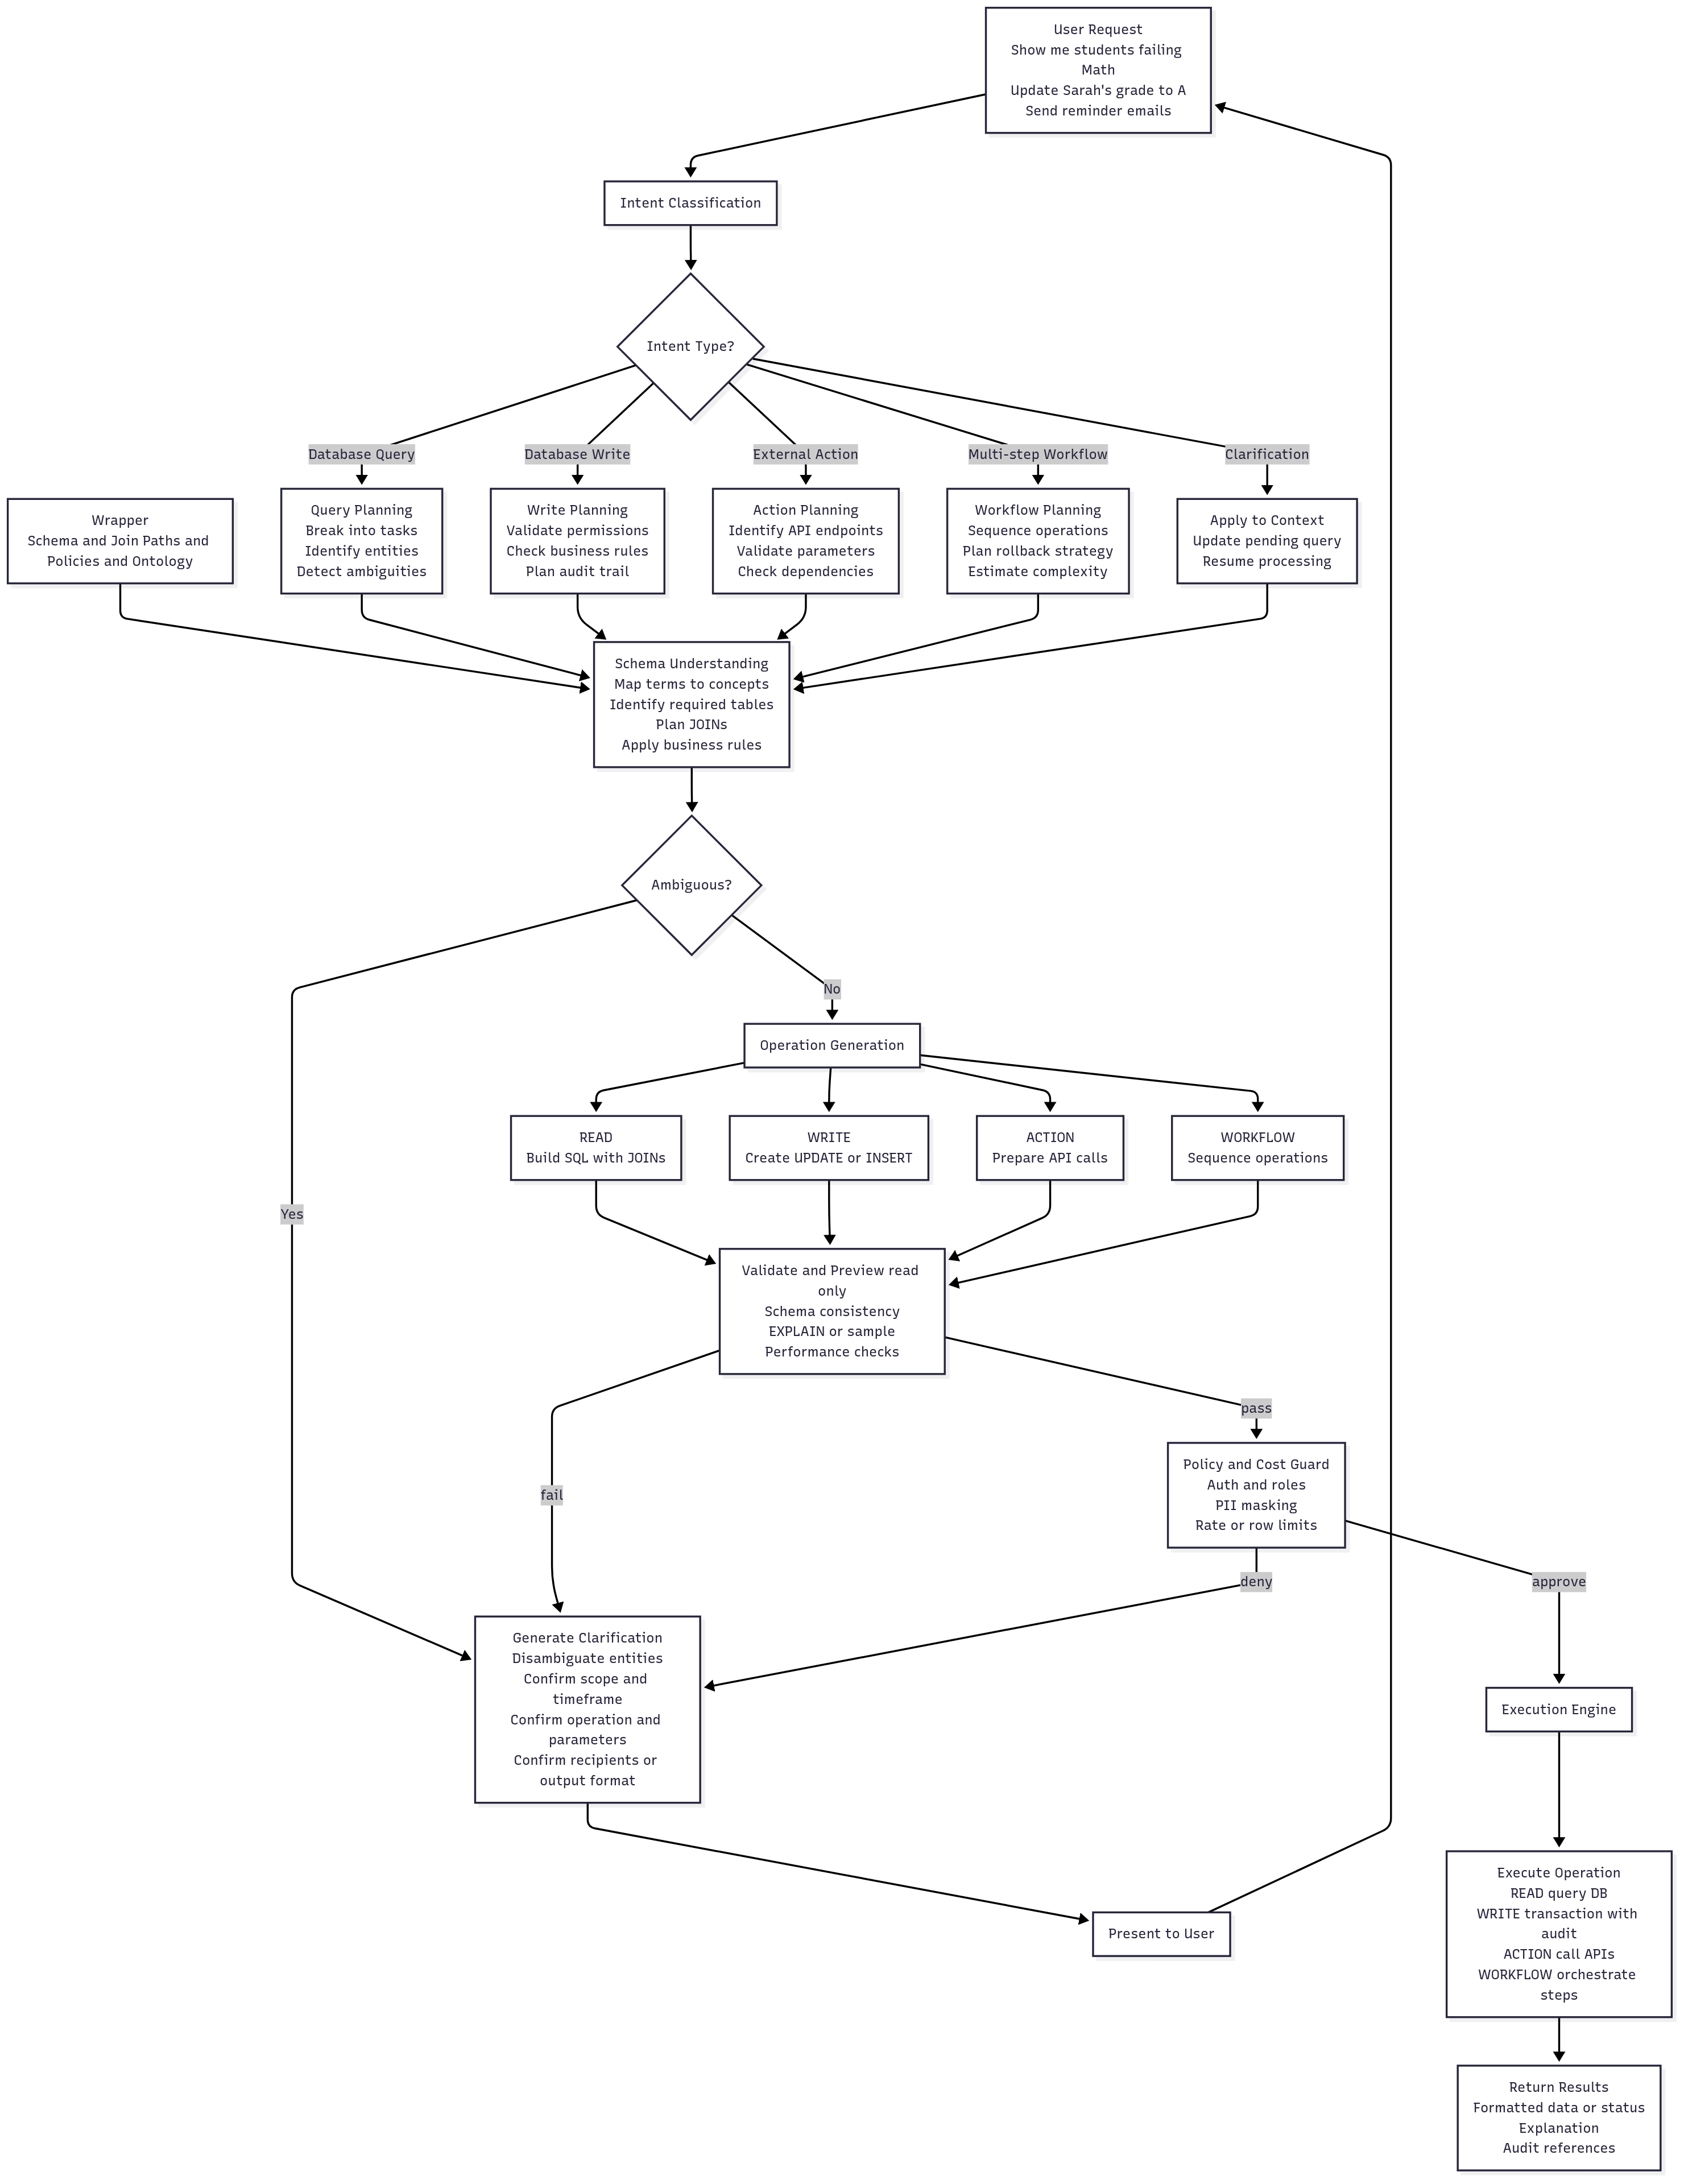 User Request
Show me students failing
Math
Update Sarah's grade to A
Send reminder emails
Intent Classification
Intent Type?
Database Query
Database Write
External Action
Multi-step Workflow
Clarification
Wrapper
Schema and Join Paths and
Policies and Ontology
Query Planning
Break into tasks
Identify entities
Detect ambiguities
Write Planning
Validate permissions
Check business rules
Plan audit trail
Action Planning
Identify API endpoints
Validate parameters
Check dependencies
Workflow Planning
Sequence operations
Plan rollback strategy
Estimate complexity
Apply to Context
Update pending query
Resume processing
Schema Understanding
Map terms to concepts
Identify required tables
Plan JOINs
Apply business rules
Ambiguous?
No
Operation Generation
READ
Build SQL with JOINs
WRITE
Create UPDATE or INSERT
ACTION
Prepare API calls
WORKFLOW
Sequence operations
Yes
Validate and Preview read
only
Schema consistency
EXPLAIN or sample
Performance checks
pass
Policy and Cost Guard
Auth and roles
PII masking
Rate or row limits
fail
deny
approve
Generate Clarification
Disambiguate entities
Confirm scope and
timeframe
Confirm operation and
parameters
Confirm recipients or
output format
Execution Engine
Present to User
Execute Operation
READ query DB
WRITE transaction with
audit
ACTION call APIs
WORKFLOW orchestrate
steps
Return Results
Formatted data or status
Explanation
Audit references